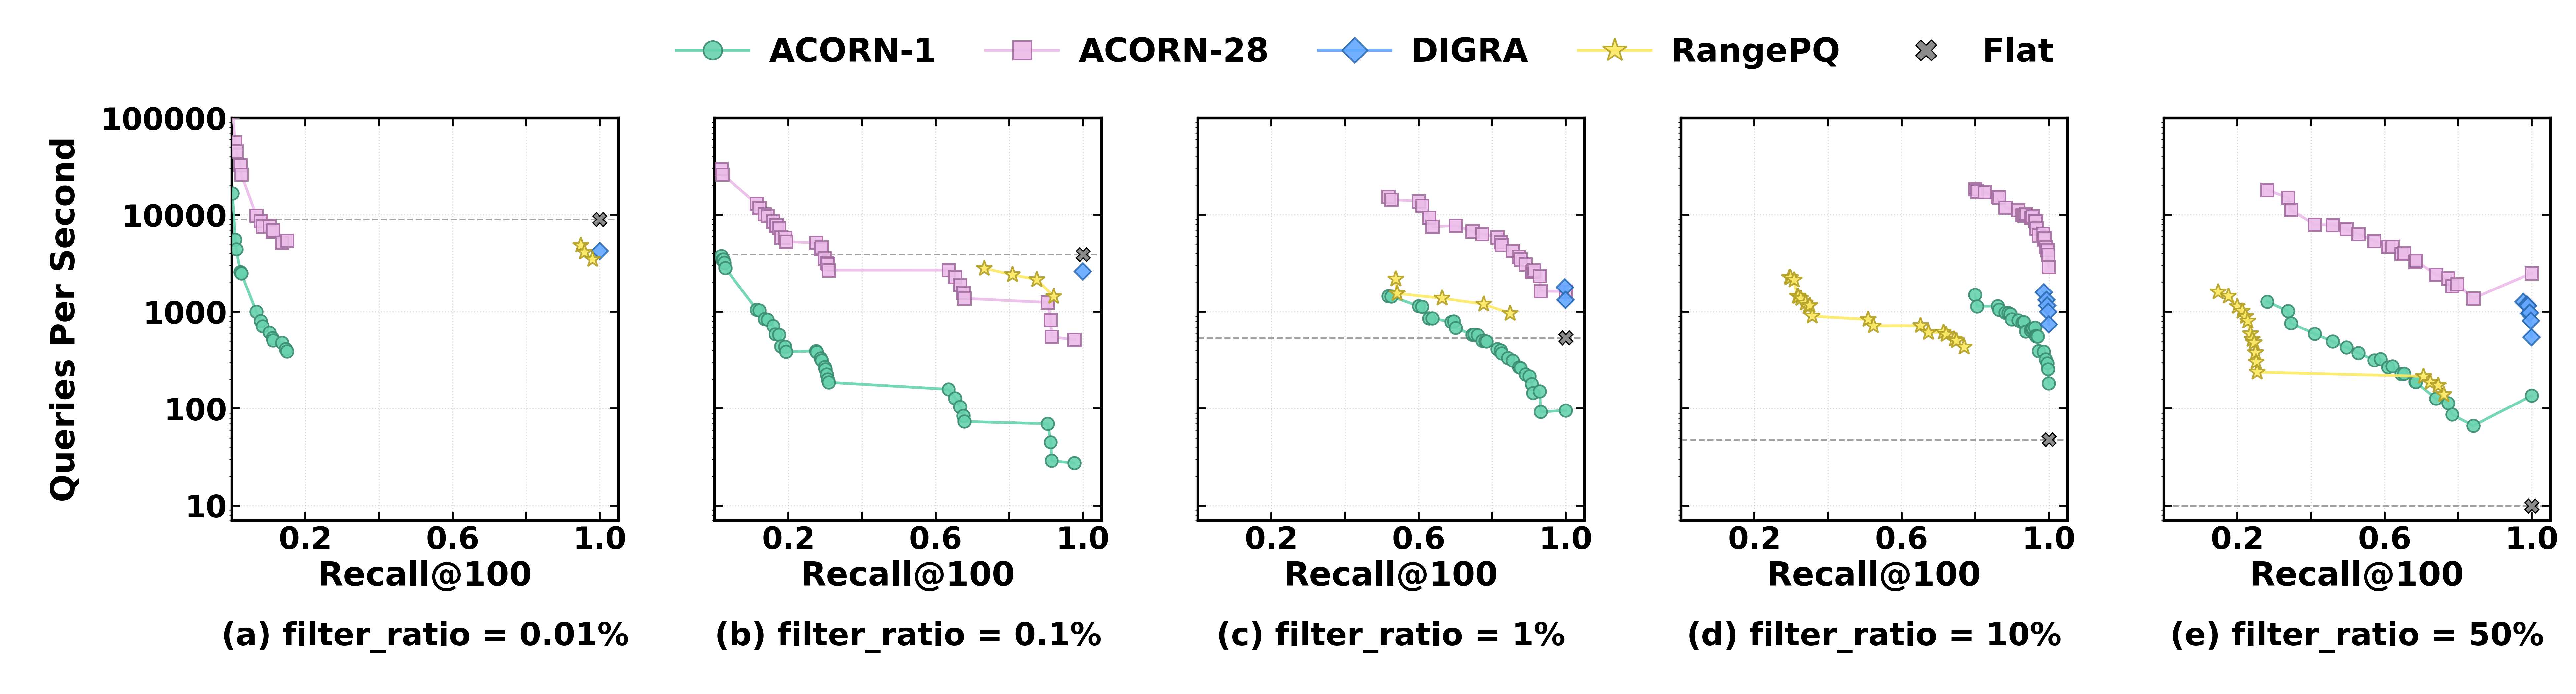 ACORN-1 ACORN-28 DIGRA RangePQ Flat
Queries Per Second
100000
10000
1000
100
10
0.2 0.6 1.0
Recall@100
(a) filter_ratio = 0.01%
0.2 0.6 1.0
Recall@100
(b) filter_ratio = 0.1%
0.2 0.6 1.0
Recall@100
(c) filter_ratio = 1%
0.2 0.6 1.0
Recall@100
(d) filter_ratio = 10%
0.2 0.6 1.0
Recall@100
(e) filter_ratio = 50%